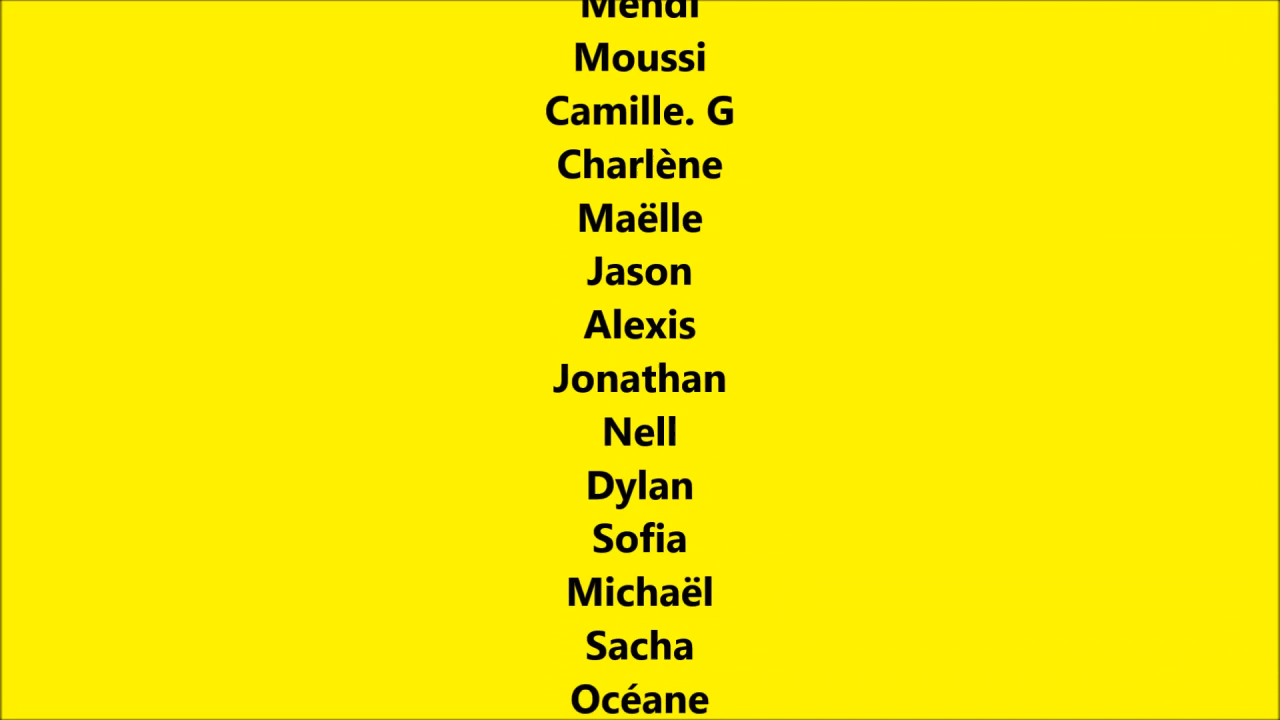 Moussi
Camille. G
Charlène
Maëlle
Jason
Alexis
Jonathan
Nell
Dylan
Sofia
Michaël
Sacha
Océane